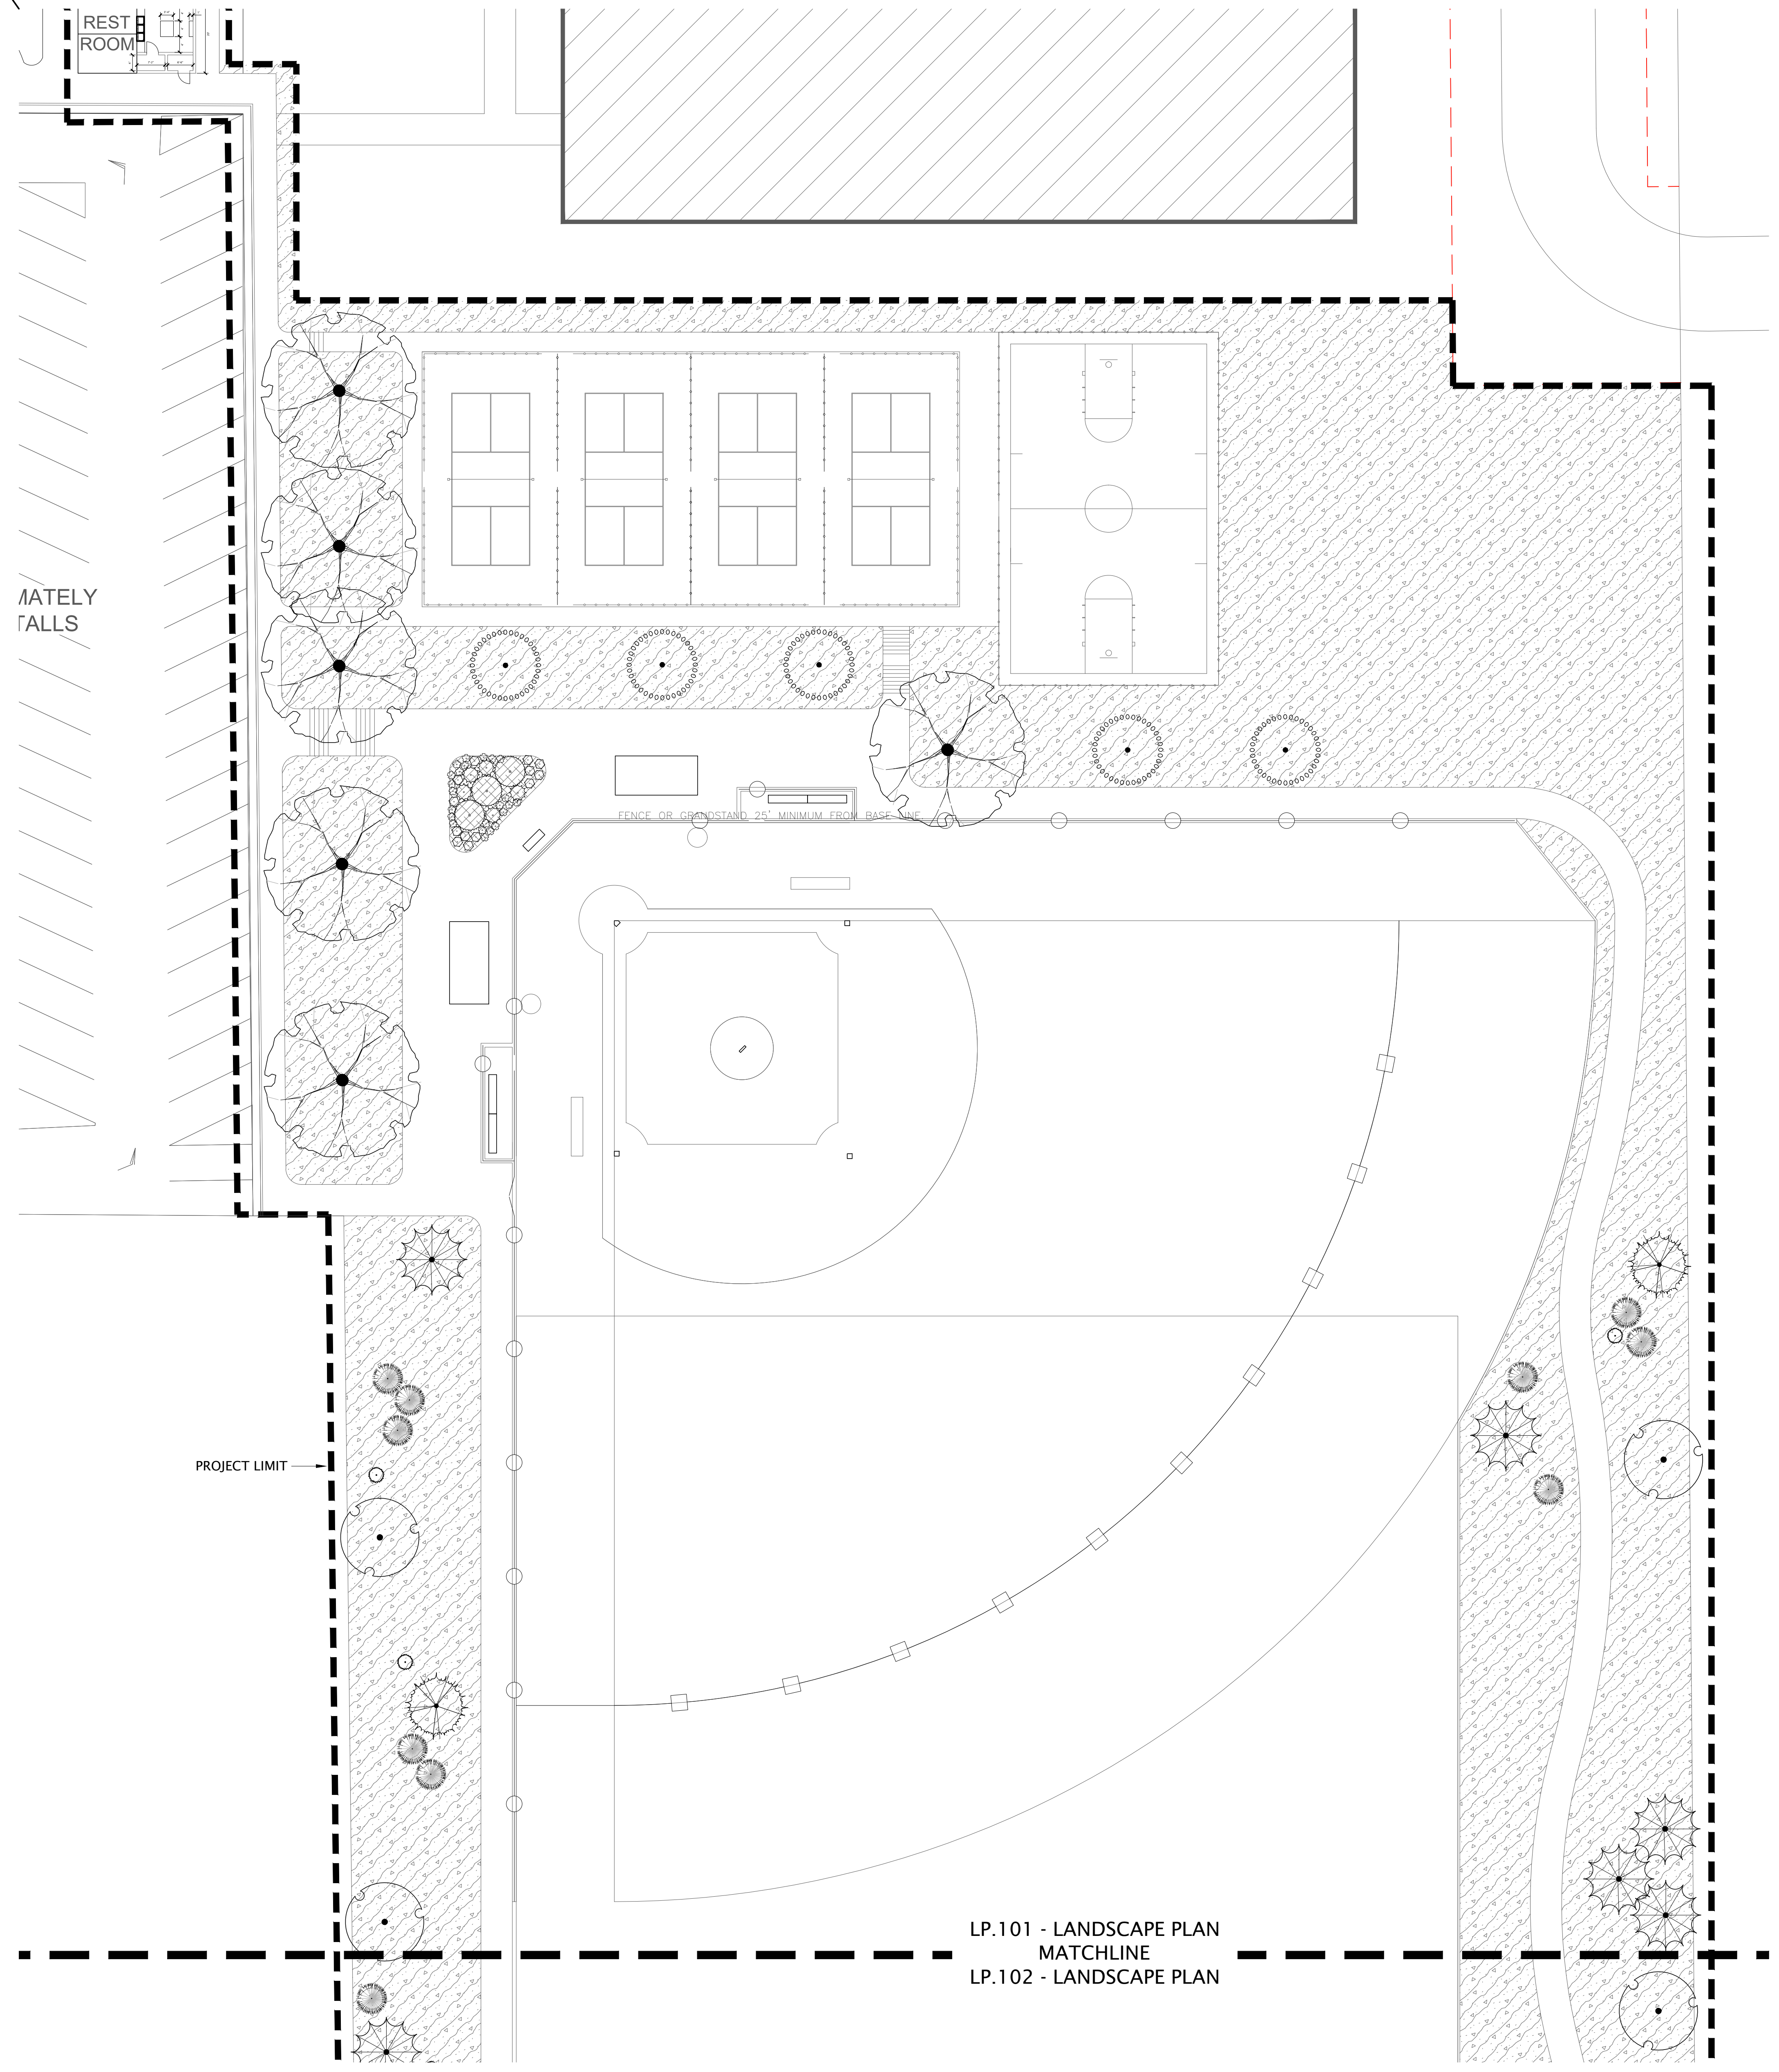 REST
ROOM
MATELY
TALLS
FENCE OR GRANDSTAND 25' MINIMUM FROM BASE LINE
PROJECT LIMIT
LP.101 - LANDSCAPE PLAN
MATCHLINE
LP.102 - LANDSCAPE PLAN